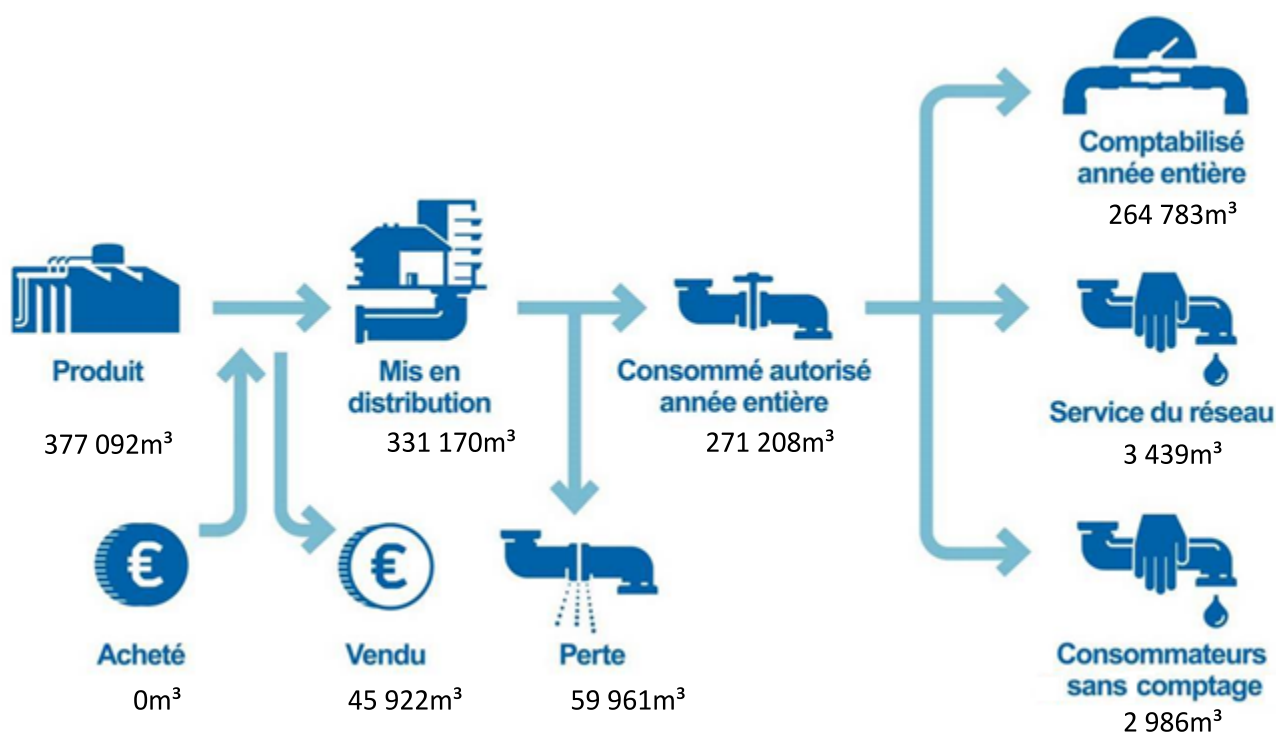 Comptabilisé
année entière
264 783m³
Produit
377 092m³
Mis en
distribution
331 170m³
Consommé autorisé
année entière
271 208m³
Service du réseau
3 439m³
€
Acheté
0m³
€
Vendu
45 922m³
Perte
59 961m³
Consommateurs
sans comptage
2 986m³